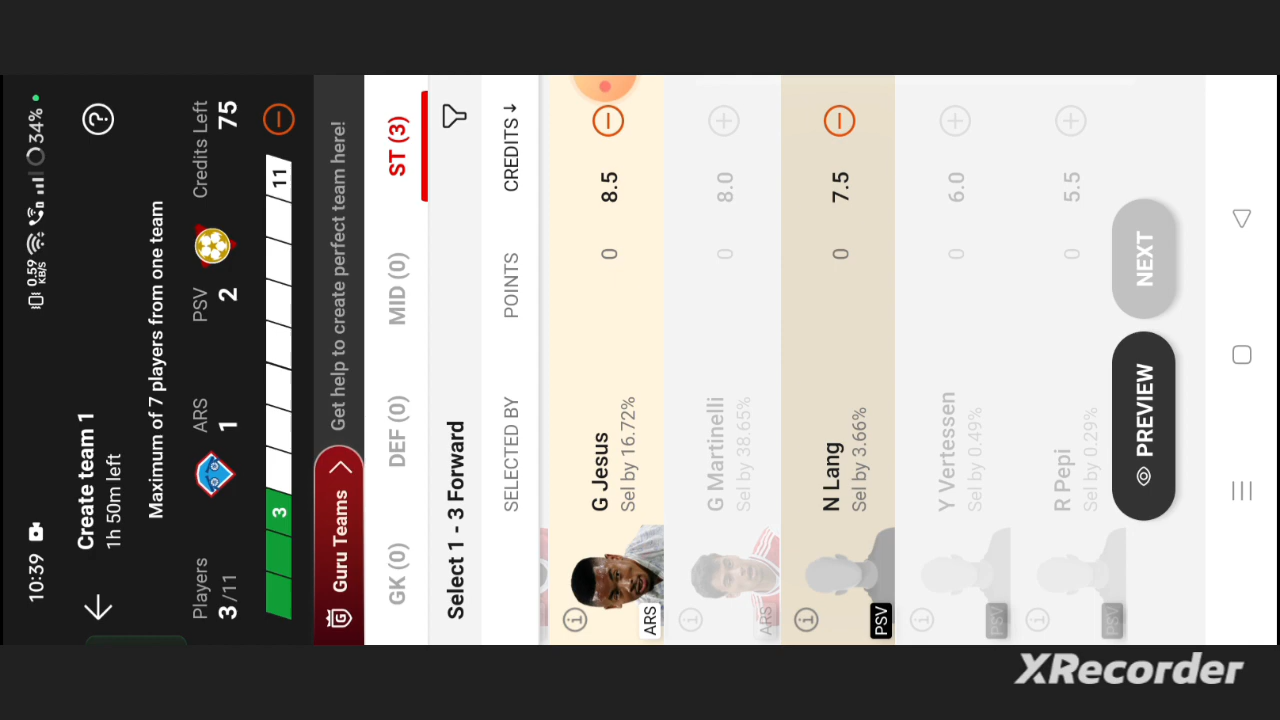 10:39
0.59 KB/S
34%
Create team 1
1h 50m left
Maximum of 7 players from one team
Players
3 /11
ARS
1
PSV
2
Credits Left
75
3
11
Guru Teams
Get help to create perfect team here!
GK (0)
DEF (0)
MID (0)
ST (3)
Select 1 - 3 Forward
SELECTED BY
POINTS
CREDITS
ARS
G Jesus
Sel by 16.72%
0
8.5
ARS
G Martinelli
Sel by 38.65%
0
8.0
PSV
N Lang
Sel by 3.66%
0
7.5
PSV
Y Vertessen
Sel by 0.49%
0
6.0
PSV
R Pepi
Sel by 0.29%
0
5.5
PREVIEW
NEXT
XRecorder